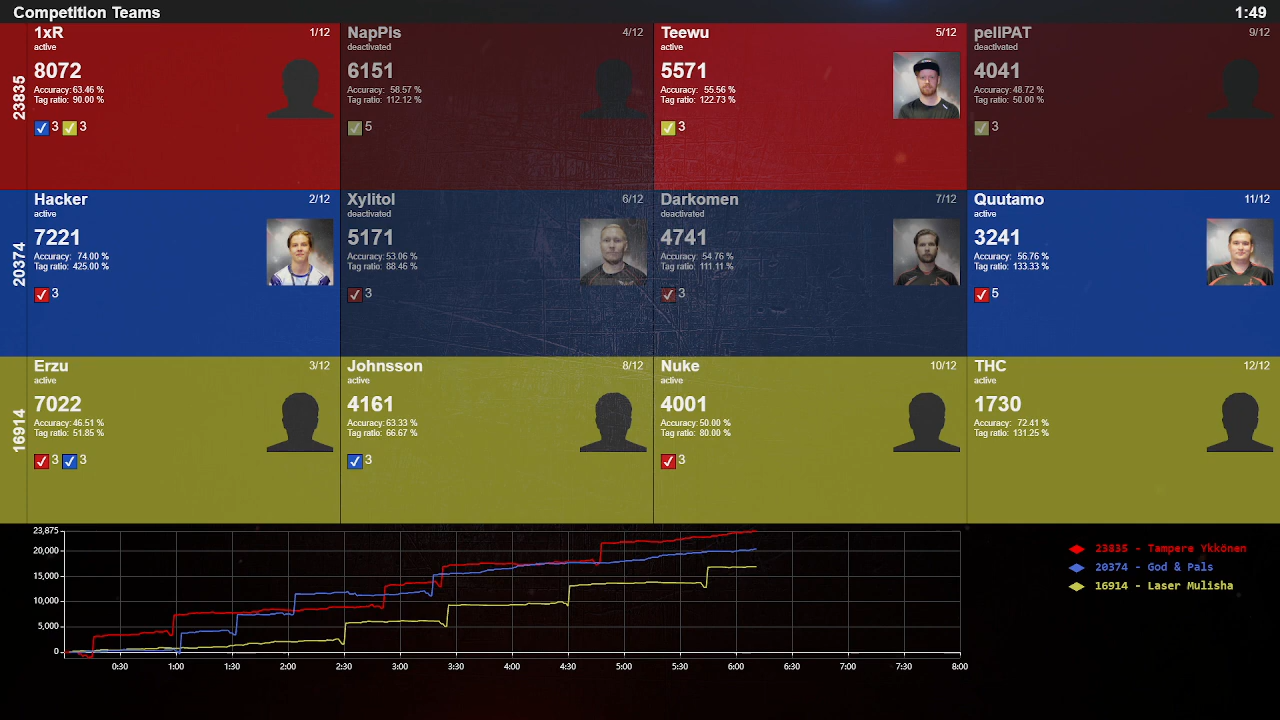 Competition Teams 1:49
23835
1xR 1/12
active
8072
Accuracy: 63.46 %
Tag ratio: 90.00 %
3 3
NapPls 4/12
deactivated
6151
Accuracy: 58.57 %
Tag ratio: 112.12 %
5
Teewu 5/12
active
5571
Accuracy: 55.56 %
Tag ratio: 122.73 %
3
pellPAT 9/12
deactivated
4041
Accuracy: 48.72 %
Tag ratio: 50.00 %
3
20374
Hacker 2/12
active
7221
Accuracy: 74.00 %
Tag ratio: 425.00 %
3
Xylitol 6/12
deactivated
5171
Accuracy: 53.06 %
Tag ratio: 88.46 %
3
Darkomen 7/12
deactivated
4741
Accuracy: 54.76 %
Tag ratio: 111.11 %
3
Quutamo 11/12
active
3241
Accuracy: 56.76 %
Tag ratio: 133.33 %
5
16914
Erzu 3/12
active
7022
Accuracy: 46.51 %
Tag ratio: 51.85 %
3 3
Johnsson 8/12
active
4161
Accuracy: 63.33 %
Tag ratio: 66.67 %
3
Nuke 10/12
active
4001
Accuracy: 50.00 %
Tag ratio: 80.00 %
3
THC 12/12
active
1730
Accuracy: 72.41 %
Tag ratio: 131.25 %
23,875
20,000
15,000
10,000
5,000
0
0:30 1:00 1:30 2:00 2:30 3:00 3:30 4:00 4:30 5:00 5:30 6:00 6:30 7:00 7:30 8:00
23835 - Tampere Ykkönen
20374 - God & Pals
16914 - Laser Mulisha